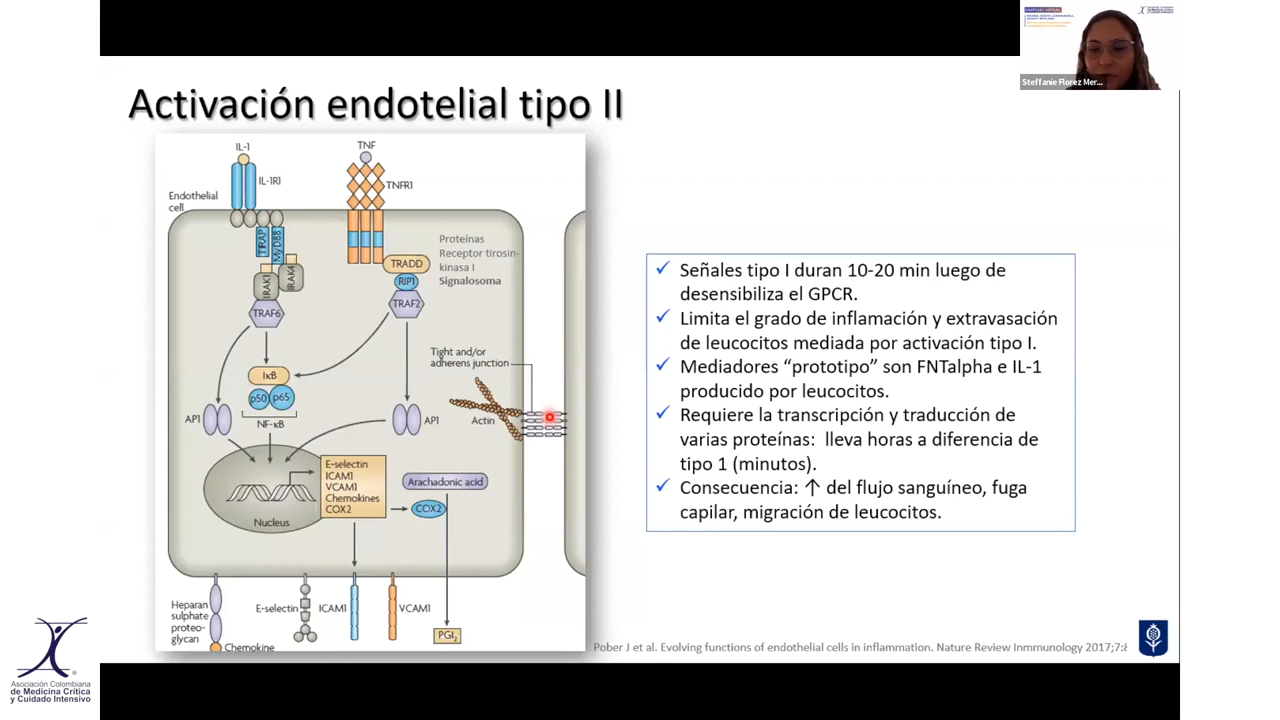 SIMPOSIO VIRTUAL
Steffanie Florez Mer...
Activación endotelial tipo II
IL-1
TNF
IL-1R1
TNFR1
Endothelial
cell
TIRAP
MyD88
Proteínas
Receptor tirosin-
kinasa I
Signalosoma
TRADD
RIP1
IRAK1
IRAK4
TRAF6
TRAF2
Tight and/or
adherens junction
IκB
p50
p65
NF-κB
AP1
AP1
Actin
E-selectin
ICAM1
VCAM1
Chemokines
COX2
Arachadonic acid
COX2
Nucleus
Heparan
sulphate
proteo-
glycan
Chemokine
E-selectin
ICAM1
VCAM1
PGI2
✓ Señales tipo I duran 10-20 min luego de
desensibiliza el GPCR.
✓ Limita el grado de inflamación y extravasación
de leucocitos mediada por activación tipo I.
✓ Mediadores “prototipo” son FNTalpha e IL-1
producido por leucocitos.
✓ Requiere la transcripción y traducción de
varias proteínas: lleva horas a diferencia de
tipo 1 (minutos).
✓ Consecuencia: ↑ del flujo sanguíneo, fuga
capilar, migración de leucocitos.
Pober J et al. Evolving functions of endothelial cells in inflammation. Nature Review Inmmunology 2017;7:8
Asociación Colombiana
de Medicina Crítica
y Cuidado Intensivo